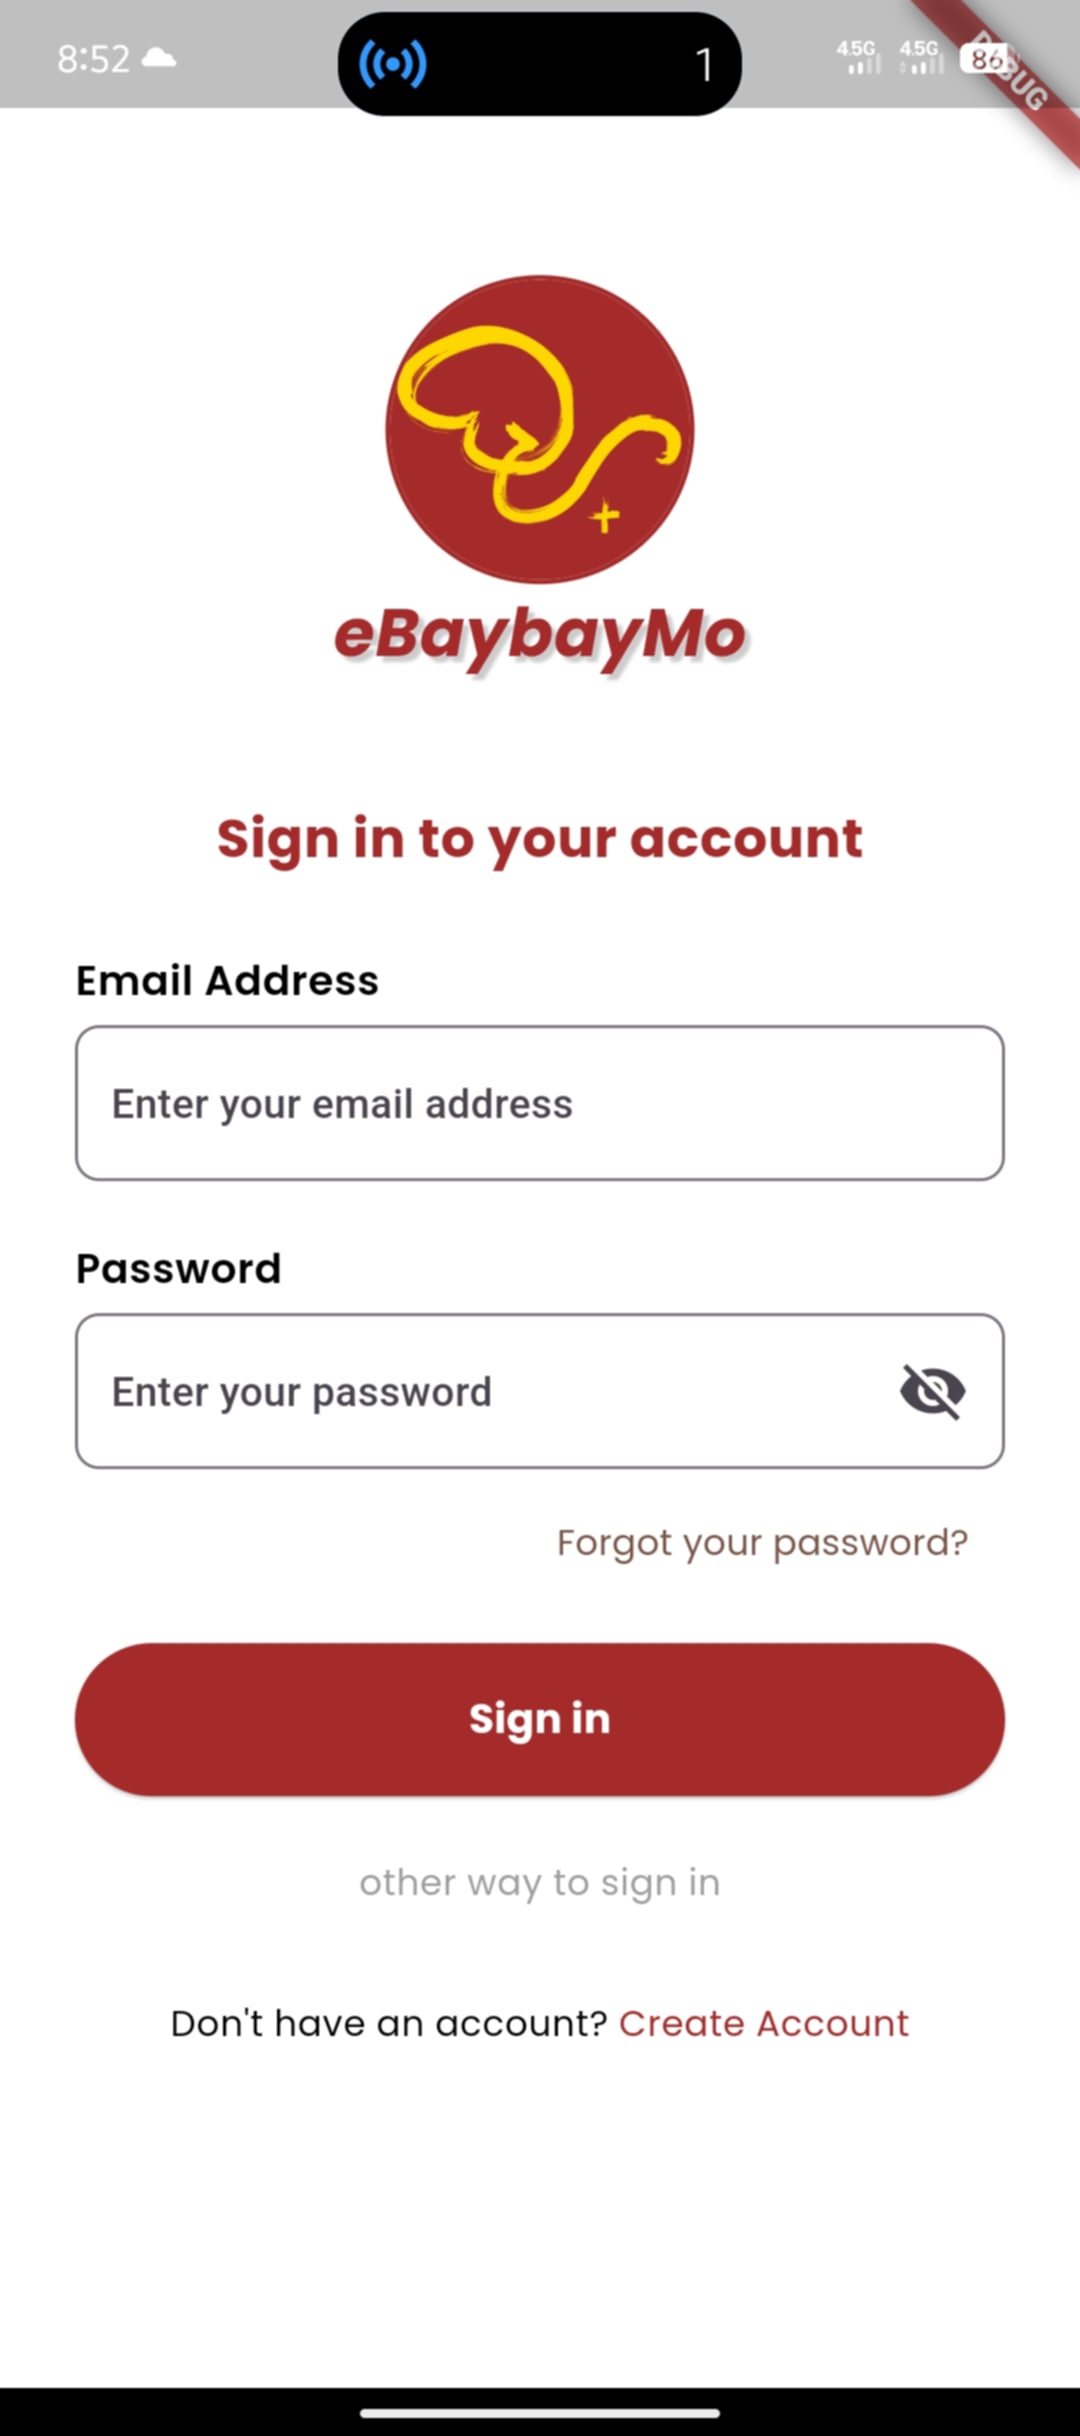 8:52 1 4.5G 4.5G 86
DEBUG
eBaybayMo
Sign in to your account
Email Address
Enter your email address
Password
Enter your password
Forgot your password?
Sign in
other way to sign in
Don't have an account? Create Account